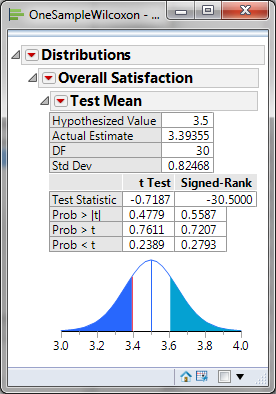 OneSampleWilcoxon - ...
Distributions
Overall Satisfaction
Test Mean
Hypothesized Value 3.5
Actual Estimate 3.39355
DF 30
Std Dev 0.82468
t Test Signed-Rank
Test Statistic -0.7187 -30.5000
Prob > |t| 0.4779 0.5587
Prob > t 0.7611 0.7207
Prob < t 0.2389 0.2793
3.0 3.2 3.4 3.6 3.8 4.0